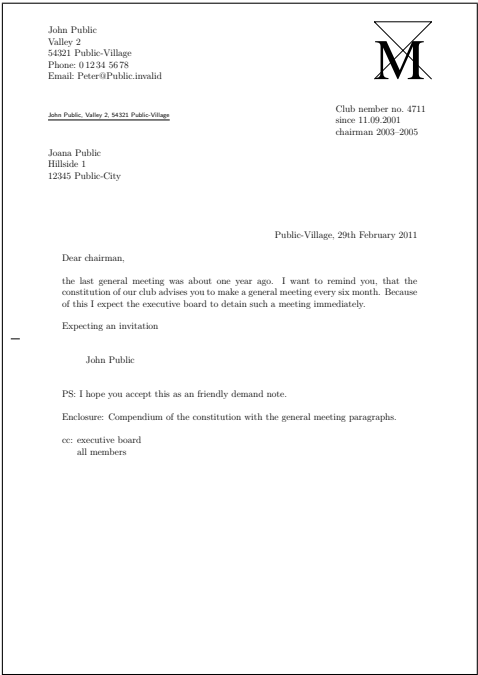 John Public
Valley 2
54321 Public-Village
Phone: 0 12 34 56 78
Email: Peter@Public.invalid
M
John Public, Valley 2, 54321 Public-Village
Club nember no. 4711
since 11.09.2001
chairman 2003–2005
Joana Public
Hillside 1
12345 Public-City
Public-Village, 29th February 2011
Dear chairman,
the last general meeting was about one year ago. I want to remind you, that the
constitution of our club advises you to make a general meeting every six month. Because
of this I expect the executive board to detain such a meeting immediately.
Expecting an invitation
John Public
PS: I hope you accept this as an friendly demand note.
Enclosure: Compendium of the constitution with the general meeting paragraphs.
cc: executive board
all members